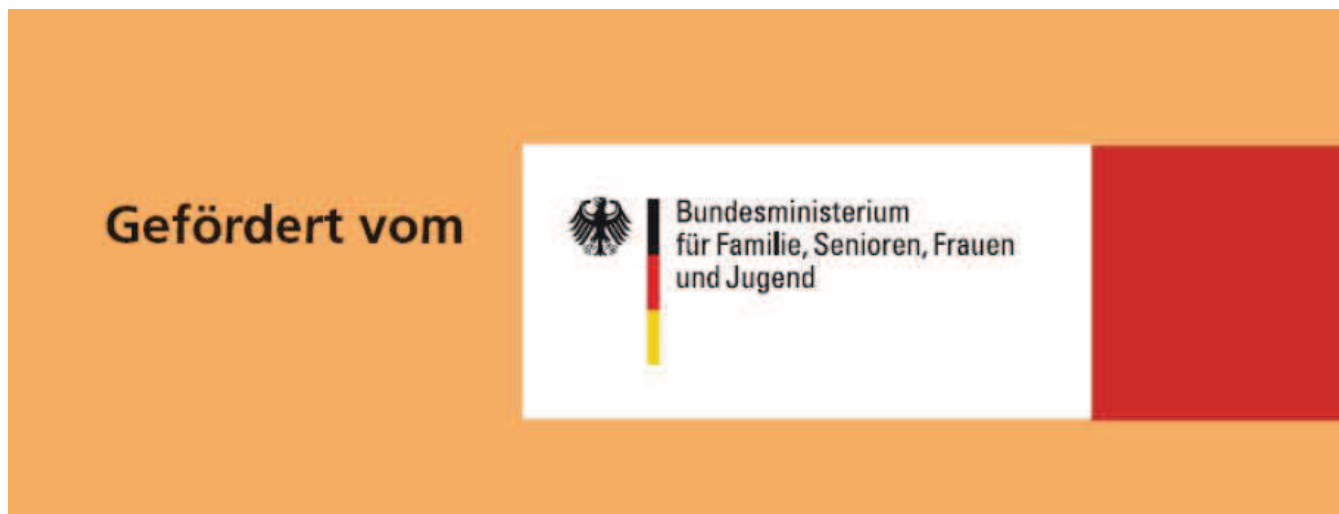 Gefördert vom
Bundesministerium
für Familie, Senioren, Frauen
und Jugend